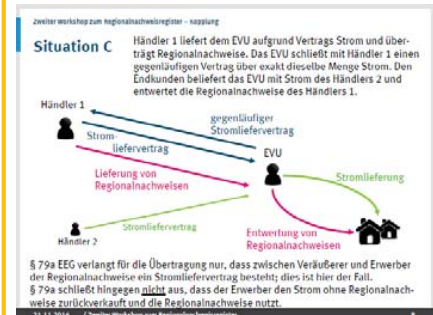 Zweiter Workshop zum Regionalnachweisregister – Kopplung
Situation C
Händler 1 liefert dem EVU aufgrund Vertrags Strom und über-
trägt Regionalnachweise. Das EVU schließt mit Händler 1 einen
gegenläufigen Vertrag über exakt dieselbe Menge Strom. Den
Endkunden beliefert das EVU mit Strom des Händlers 2 und
entwertet die Regionalnachweise des Händlers 1.
Händler 1
gegenläufiger
Stromliefervertrag
Strom-
liefervertrag
EVU
Lieferung von
Regionalnachweisen
Stromlieferung
Stromliefervertrag
Händler 2
Entwertung von
Regionalnachweisen
§ 79a EEG verlangt für die Übertragung nur, dass zwischen Veräußerer und Erwerber
der Regionalnachweise ein Stromliefervertrag besteht; dies ist hier der Fall.
§ 79a schließt hingegen nicht aus, dass der Erwerber den Strom ohne Regionalnach-
weise zurückverkauft und die Regionalnachweise nutzt.